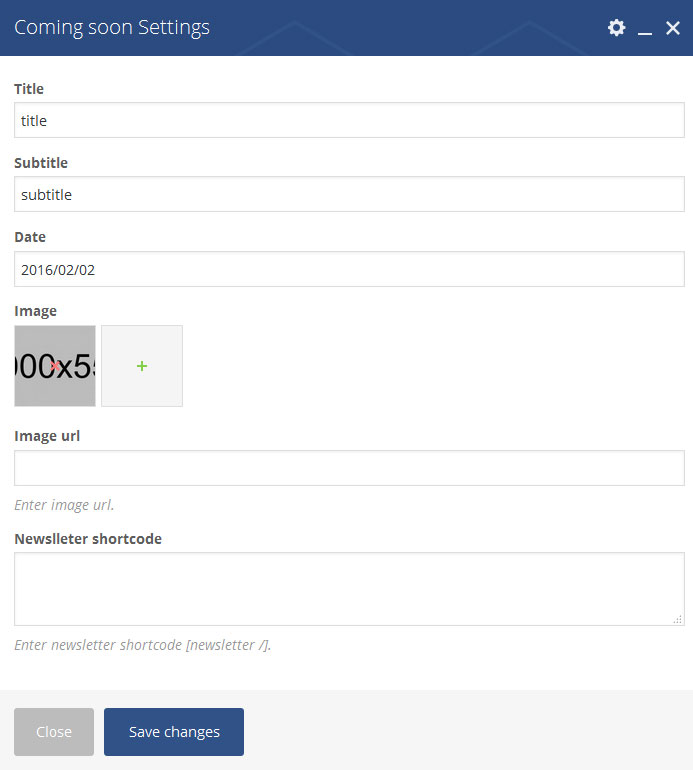 Coming soon Settings
Title
title
Subtitle
subtitle
Date
2016/02/02
Image
00x5
+
Image url
Enter image url.
Newslleter shortcode
Enter newsletter shortcode [newsletter /].
Close
Save changes